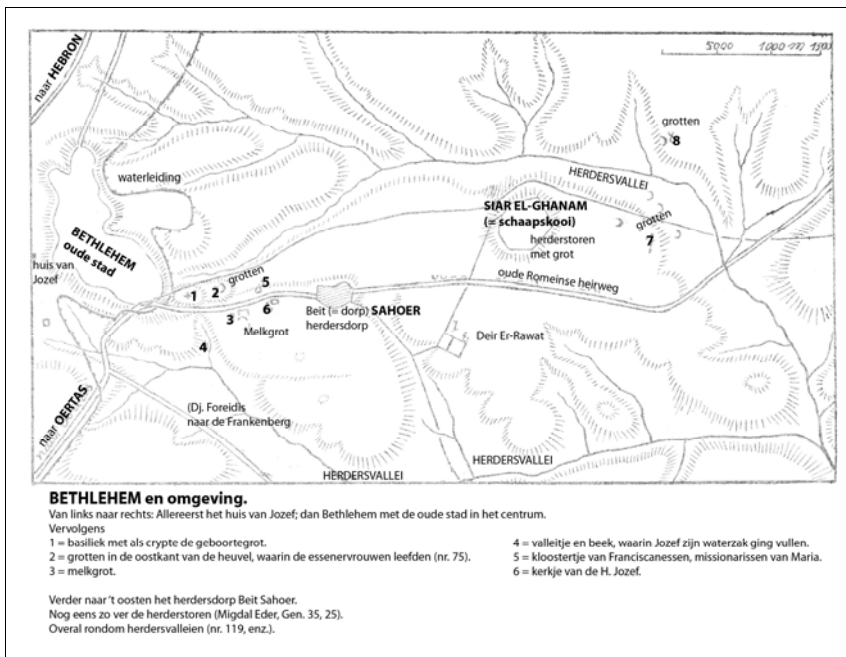 5000 1000 m 1500
naar HEBRON
grotten
8
waterleiding
HERDERSVALLEI
SIAR EL-GHANAM
(= schaapskooi)
grotten
7
herderstoren
met grot
BETHLEHEM
oude stad
huis van
Jozef
oude Romeinse heirweg
grotten
1 2 5
6
Beit (= dorp) SAHOER
herdersdorp
3
Melkgrot
4
Deir Er-Rawat
naar OERTAS
(Dj. Foreidis
naar de Frankenberg
HERDERSVALLEI
HERDERSVALLEI
BETHLEHEM en omgeving.
Van links naar rechts: Allereerst het huis van Jozef; dan Bethlehem met de oude stad in het centrum.
Vervolgens
1 = basiliek met als crypte de geboortegrot.
2 = grotten in de oostkant van de heuvel, waarin de essenervrouwen leefden (nr. 75).
3 = melkgrot.
4 = valleitje en beek, waarin Jozef zijn waterzak ging vullen.
5 = kloostertje van Franciscanessen, missionarissen van Maria.
6 = kerkje van de H. Jozef.
Verder naar 't oosten het herdersdorp Beit Sahoer.
Nog eens zo ver de herderstoren (Migdal Eder, Gen. 35, 25).
Overal rondom herdersvalleien (nr. 119, enz.).